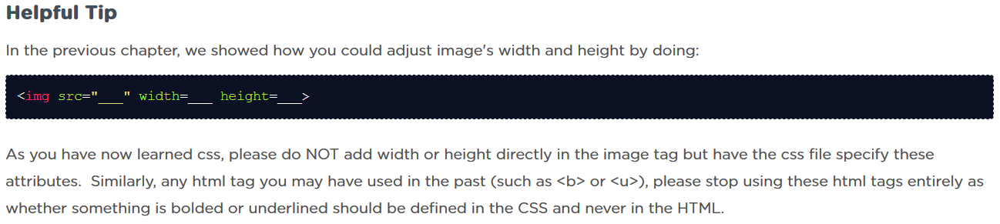 Helpful Tip
In the previous chapter, we showed how you could adjust image's width and height by doing:
<img src="___" width=___ height=___>
As you have now learned css, please do NOT add width or height directly in the image tag but have the css file specify these
attributes.  Similarly, any html tag you may have used in the past (such as <b> or <u>), please stop using these html tags entirely as
whether something is bolded or underlined should be defined in the CSS and never in the HTML.